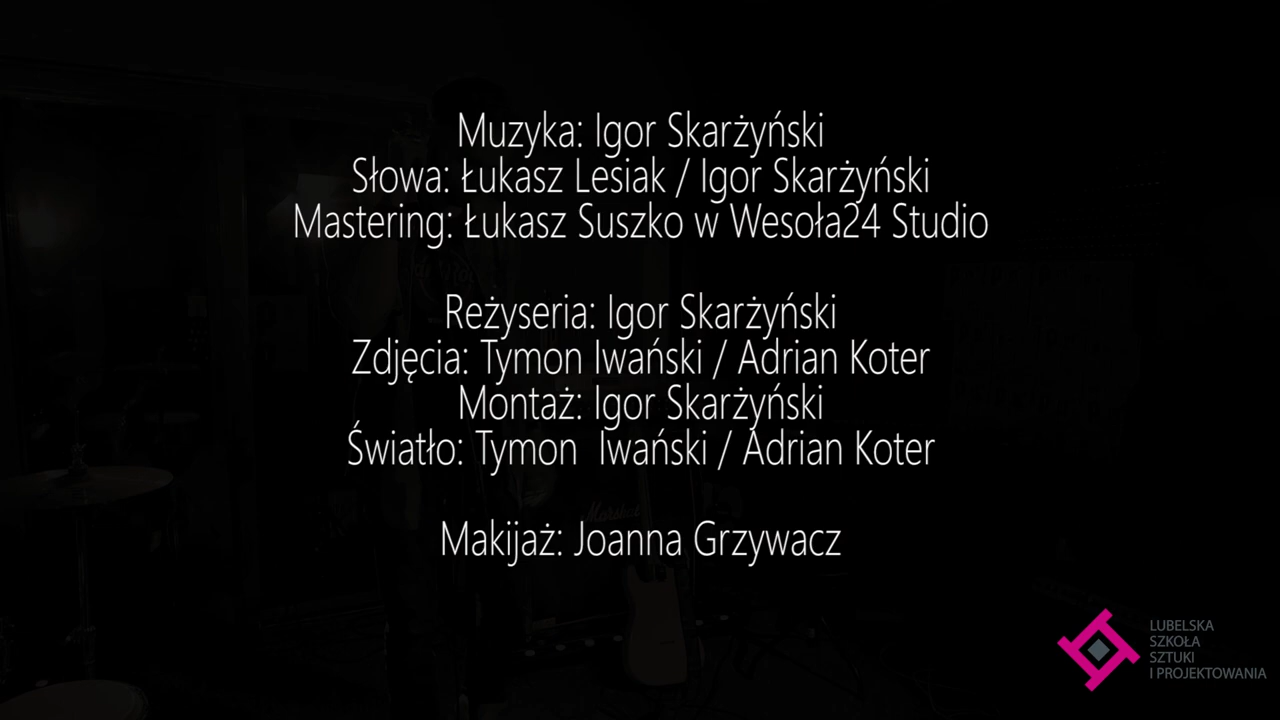 Muzyka: Igor Skarżyński
Słowa: Łukasz Lesiak / Igor Skarżyński
Mastering: Łukasz Suszko w Wesoła24 Studio
Reżyseria: Igor Skarżyński
Zdjęcia: Tymon Iwański / Adrian Koter
Montaż: Igor Skarżyński
Światło: Tymon  Iwański / Adrian Koter
Marshall
Makijaż: Joanna Grzywacz
LUBELSKA
SZKOŁA
SZTUKI
I PROJEKTOWANIA